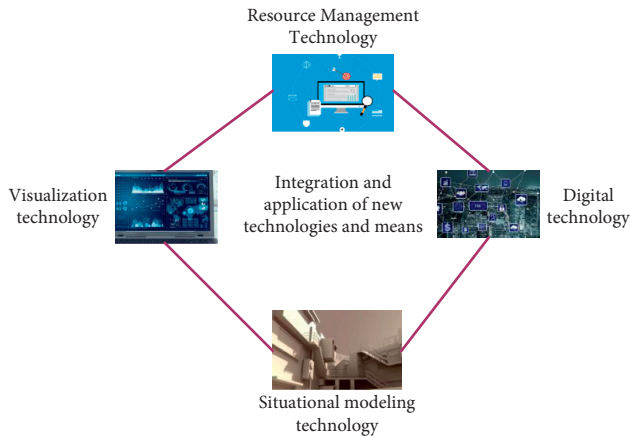 Resource Management
Technology
Visualization
technology
Integration and
application of new
technologies and means
Digital
technology
Situational modeling
technology